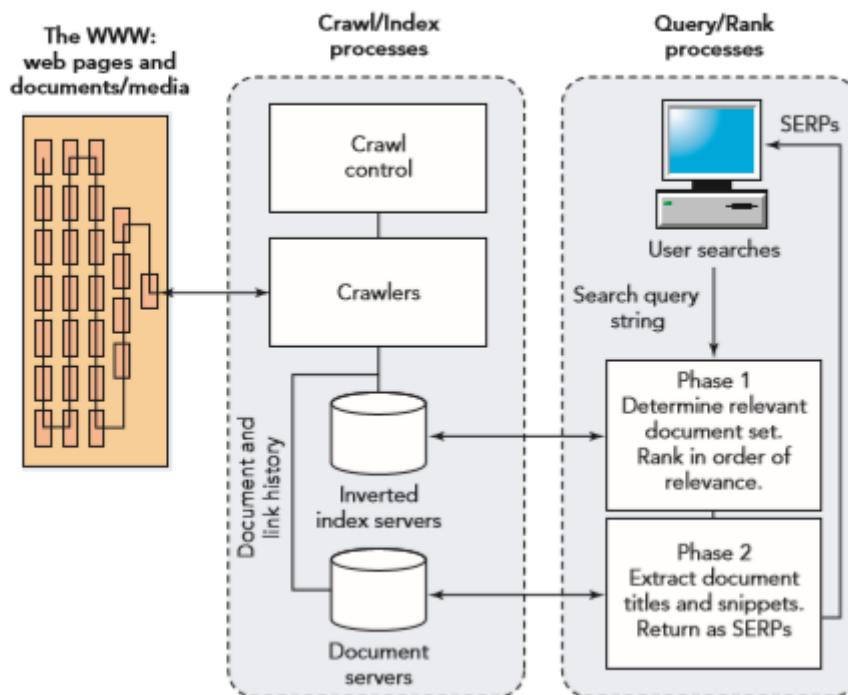 The WWW:
web pages and
documents/media
Crawl/Index
processes
Crawl
control
Crawlers
Document and
link history
Inverted
index servers
Document
servers
Query/Rank
processes
SERPs
User searches
Search query
string
Phase 1
Determine relevant
document set.
Rank in order of
relevance.
Phase 2
Extract document
titles and snippets.
Return as SERPs